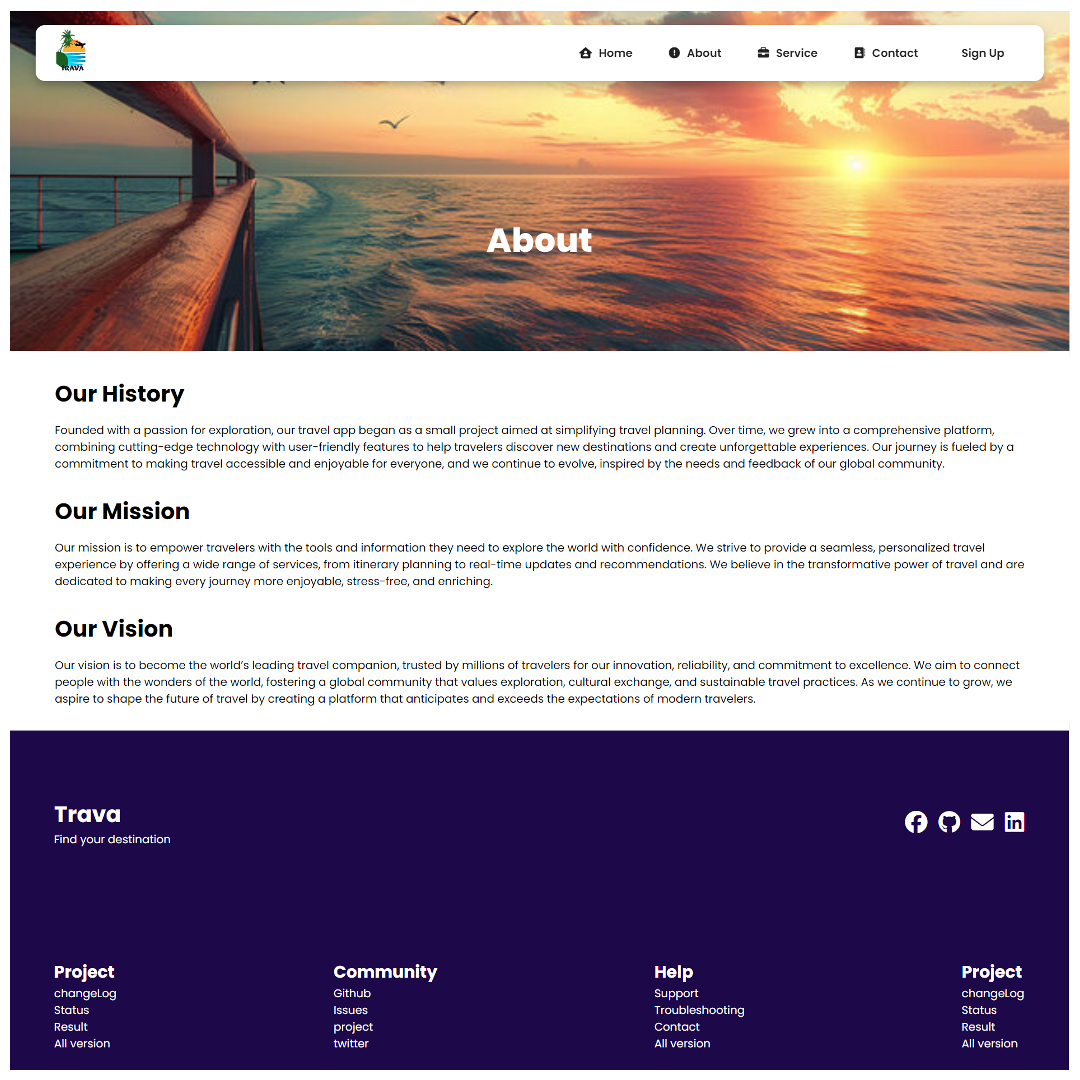 TRAVA
Home About Service Contact Sign Up
About
Our History
Founded with a passion for exploration, our travel app began as a small project aimed at simplifying travel planning. Over time, we grew into a comprehensive platform,
combining cutting-edge technology with user-friendly features to help travelers discover new destinations and create unforgettable experiences. Our journey is fueled by a
commitment to making travel accessible and enjoyable for everyone, and we continue to evolve, inspired by the needs and feedback of our global community.
Our Mission
Our mission is to empower travelers with the tools and information they need to explore the world with confidence. We strive to provide a seamless, personalized travel
experience by offering a wide range of services, from itinerary planning to real-time updates and recommendations. We believe in the transformative power of travel and are
dedicated to making every journey more enjoyable, stress-free, and enriching.
Our Vision
Our vision is to become the world’s leading travel companion, trusted by millions of travelers for our innovation, reliability, and commitment to excellence. We aim to connect
people with the wonders of the world, fostering a global community that values exploration, cultural exchange, and sustainable travel practices. As we continue to grow, we
aspire to shape the future of travel by creating a platform that anticipates and exceeds the expectations of modern travelers.
Trava
Find your destination
in
Project
changeLog
Status
Result
All version
Community
Github
Issues
project
twitter
Help
Support
Troubleshooting
Contact
All version
Project
changeLog
Status
Result
All version